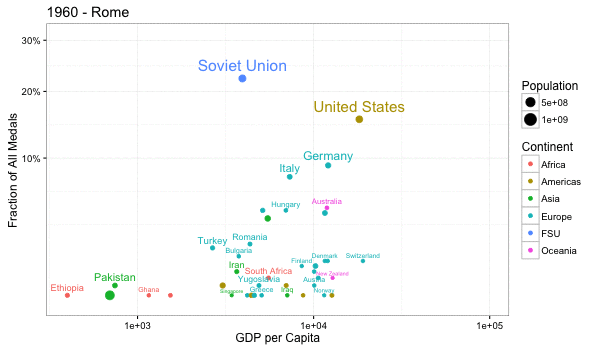 1960 - Rome
30%
20%
10%
Fraction of All Medals
Soviet Union
United States
Germany
Italy
Hungary
Australia
Turkey
Romania
Bulgaria
Denmark
Switzerland
Finland
Iran
South Africa
New Zealand
Pakistan
Yugoslavia
Austria
Ethiopia
Ghana
Singapore
Greece
Iraq
Norway
1e+03
1e+04
1e+05
GDP per Capita
Population
5e+08
1e+09
Continent
Africa
Americas
Asia
Europe
FSU
Oceania